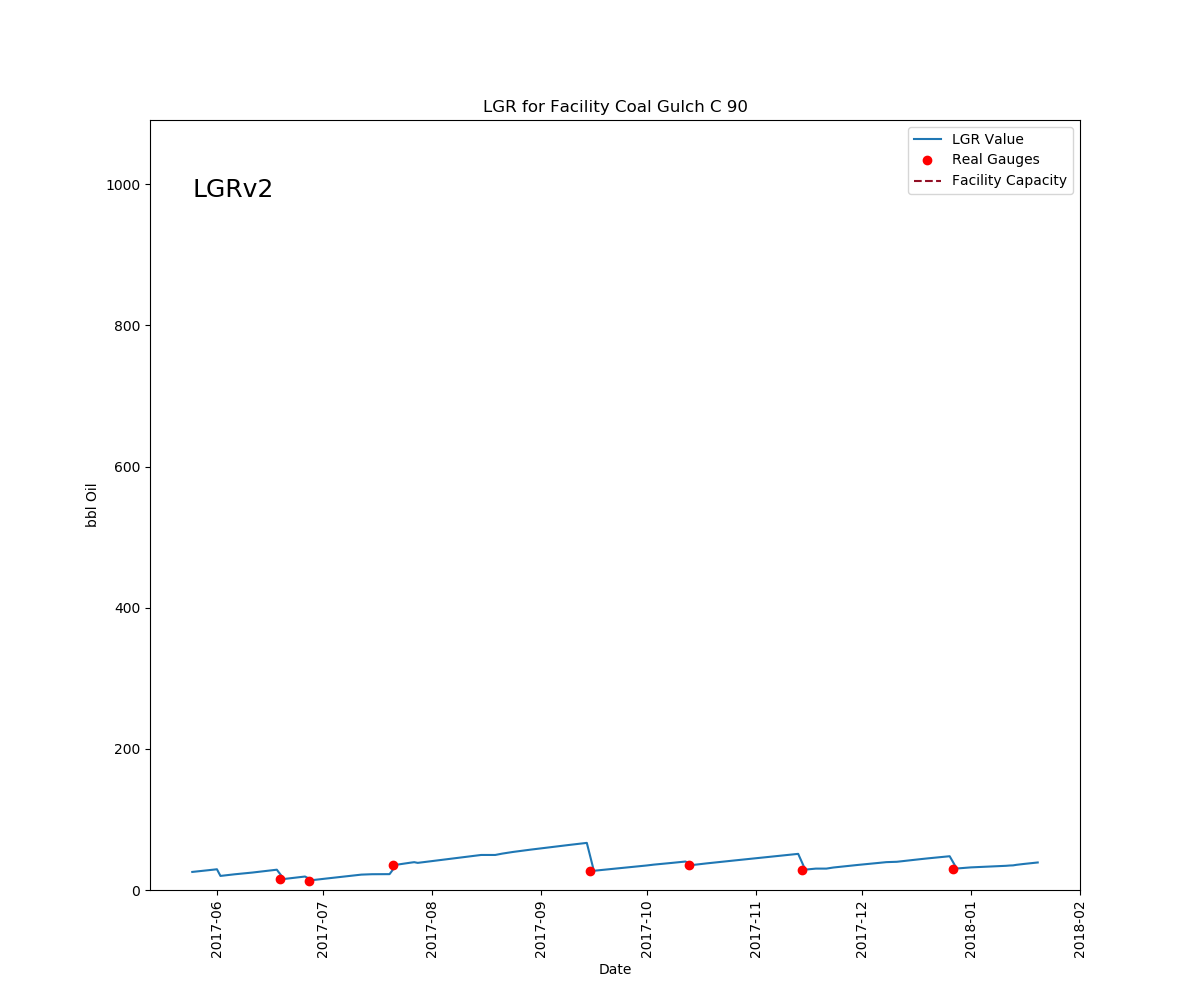 LGR for Facility Coal Gulch C 90
LGR Value
Real Gauges
Facility Capacity
LGRv2
1000
800
600
400
200
0
bbl Oil
2017-06
2017-07
2017-08
2017-09
2017-10
2017-11
2017-12
2018-01
2018-02
Date